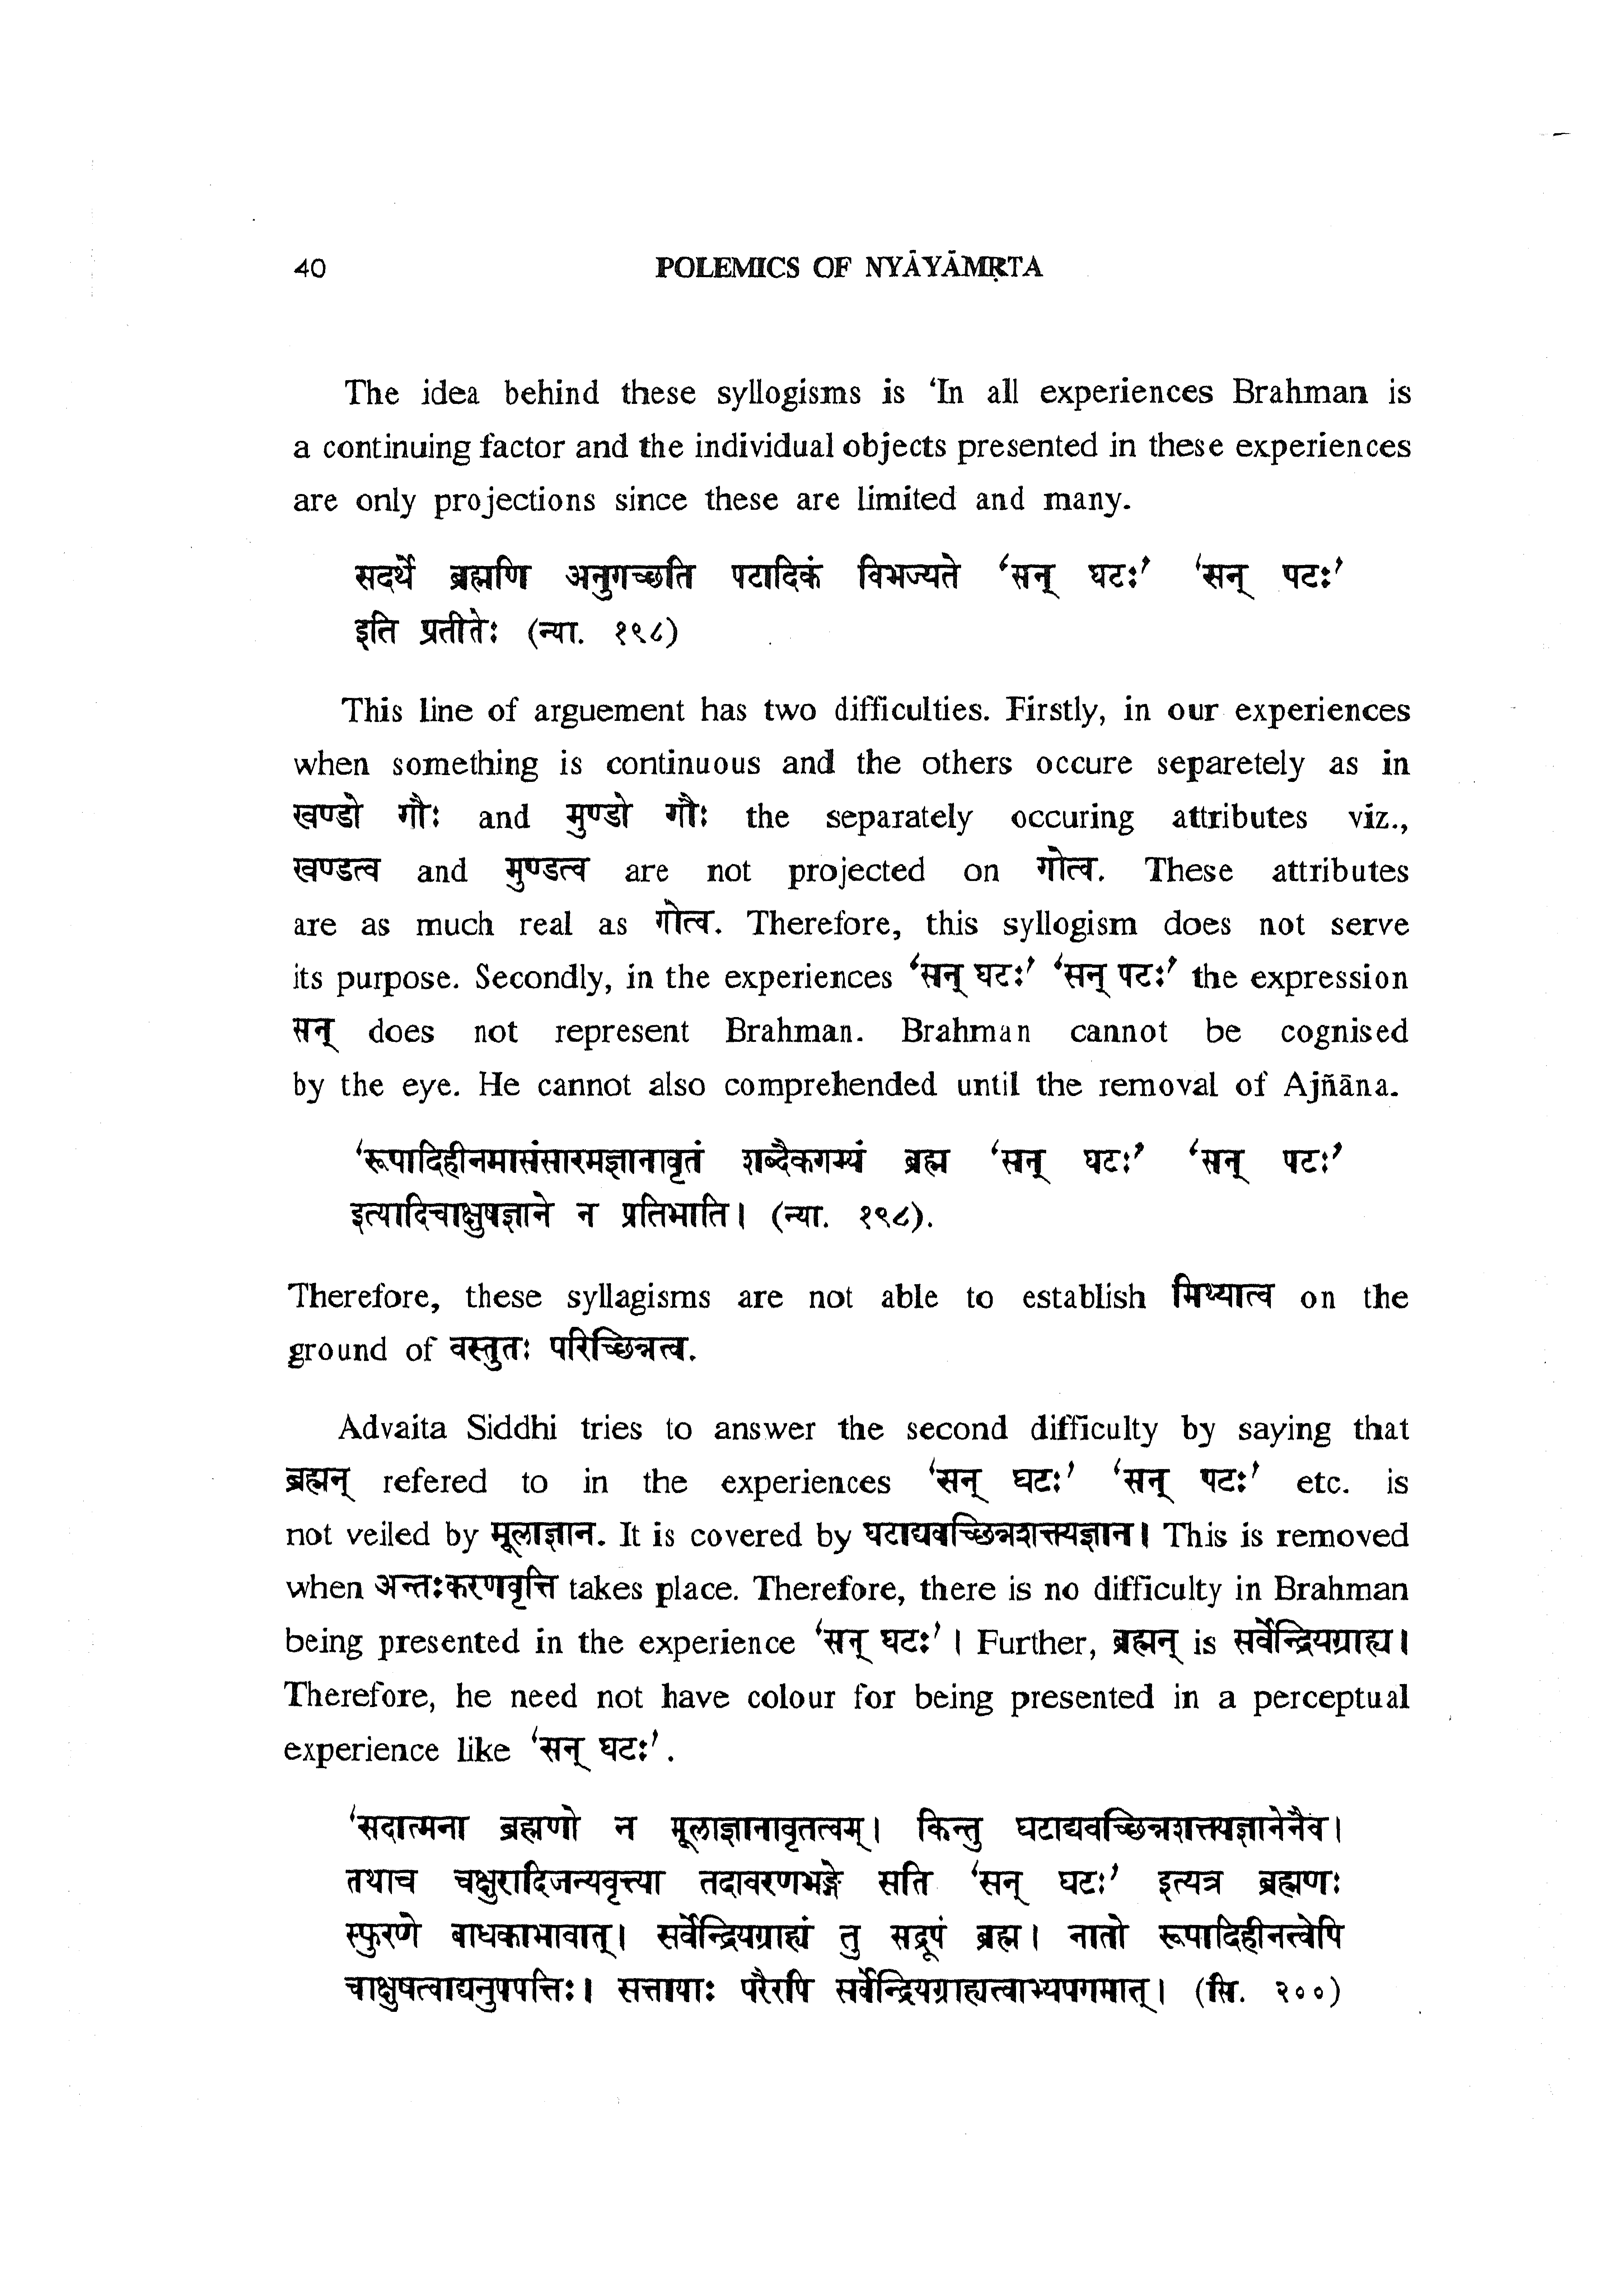 40 POLEMICS OF NYĀYĀMṚTA
The idea behind these syllogisms is ‘In all experiences Brahman is
a continuing factor and the individual objects presented in these experiences
are only projections since these are limited and many.
सदर्थे ब्रह्मणि अनुगच्छति पटादिकं विभज्यते ‘सन् घटः’ ‘सन् पटः’
इति प्रतीतेः (न्या. १९८)
This line of arguement has two difficulties. Firstly, in our experiences
when something is continuous and the others occure separetely as in
खण्डो गौः and मुण्डो गौः the separately occuring attributes viz.,
खण्डत्व and मुण्डत्व are not projected on गोत्व. These attributes
are as much real as गोत्व. Therefore, this syllogism does not serve
its purpose. Secondly, in the experiences ‘सन् घटः’ ‘सन् पटः’ the expression
सन् does not represent Brahman. Brahman cannot be cognised
by the eye. He cannot also comprehended until the removal of Ajñāna.
‘रूपादिहीनमासंसारमज्ञानावृतं शब्दैकगम्यं ब्रह्म ‘सन् घटः’ ‘सन् पटः’
इत्यादिचाक्षुषज्ञाने न प्रतिभाति। (न्या. १९८).
Therefore, these syllagisms are not able to establish मिथ्यात्व on the
ground of वस्तुतः परिच्छिन्नत्व.
Advaita Siddhi tries to answer the second difficulty by saying that
ब्रह्मन् refered to in the experiences ‘सन् घटः’ ‘सन् पटः’ etc. is
not veiled by मूलाज्ञान. It is covered by घटाद्यवच्छिन्नशक्त्यज्ञान। This is removed
when अन्तःकरणवृत्ति takes place. Therefore, there is no difficulty in Brahman
being presented in the experience ‘सन् घटः’ । Further, ब्रह्मन् is सर्वेन्द्रियग्राह्य।
Therefore, he need not have colour for being presented in a perceptual
experience like ‘सन् घटः’.
‘सदात्मना ब्रह्मणो न मूलाज्ञानावृतत्वम्। किन्तु घटाद्यवच्छिन्नशक्त्यज्ञानेनैव।
तथाच चक्षुरादिजन्यवृत्त्या तदावरणभङ्गे सति ‘सन् घटः’ इत्यत्र ब्रह्मणः
स्फुरणे बाधकाभावात्। सर्वेन्द्रियग्राह्यं तु सद्रूपं ब्रह्म। नातो रूपादिहीनत्वेपि
चाक्षुषत्वाद्यनुपपत्तिः। सत्तायाः परैरपि सर्वेन्द्रियग्राह्यत्वाभ्यपगमात्। (सि. २००)